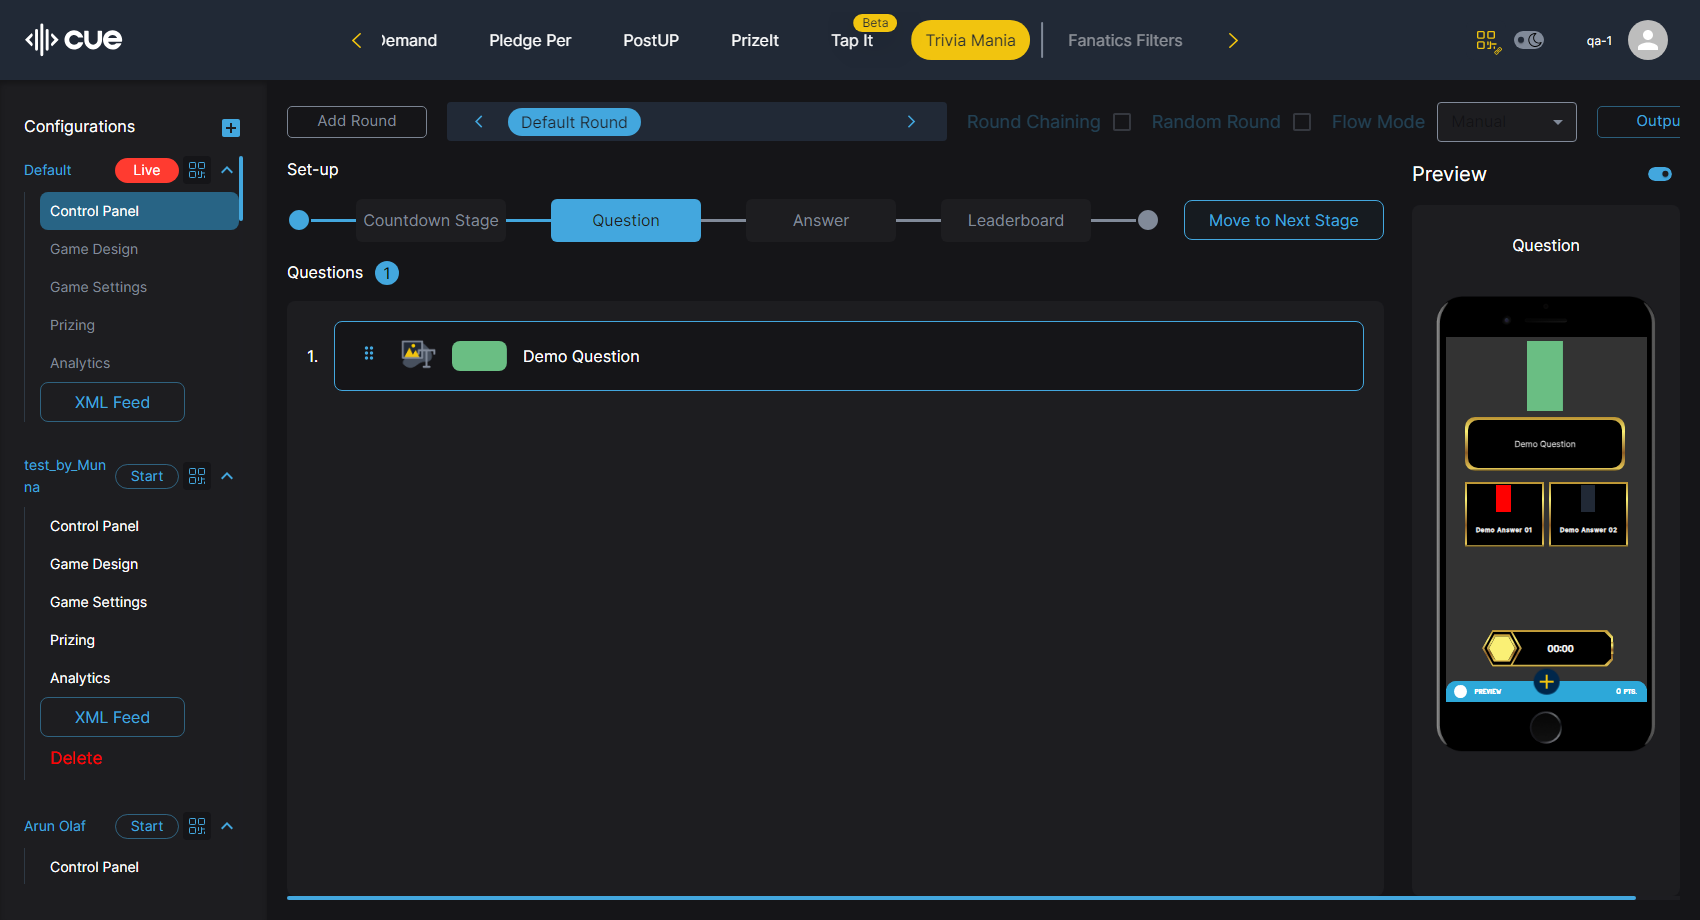 cue
Demand
Pledge Per
PostUP
PrizeIt
Tap It
Beta
Trivia Mania
Fanatics Filters
qa-1
Configurations
Default
Live
Control Panel
Game Design
Game Settings
Prizing
Analytics
XML Feed
test_by_Mun
na
Start
Control Panel
Game Design
Game Settings
Prizing
Analytics
XML Feed
Delete
Arun Olaf
Start
Control Panel
Add Round
Default Round
Round Chaining
Random Round
Flow Mode
Manual
Outpu
Set-up
Countdown Stage
Question
Answer
Leaderboard
Move to Next Stage
Questions 1
1.
Demo Question
Preview
Question
Demo Question
Demo Answer 01
Demo Answer 02
00:00
PREVIEW
0 PTS.